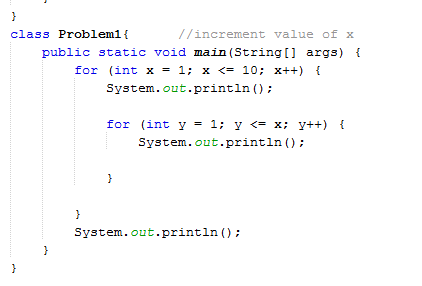 }
class Problem1{      //increment value of x
    public static void main(String[] args) {
        for (int x = 1; x <= 10; x++) {
            System.out.println();

            for (int y = 1; y <= x; y++) {
                System.out.println();

            }

        }
        System.out.println();
    }
}